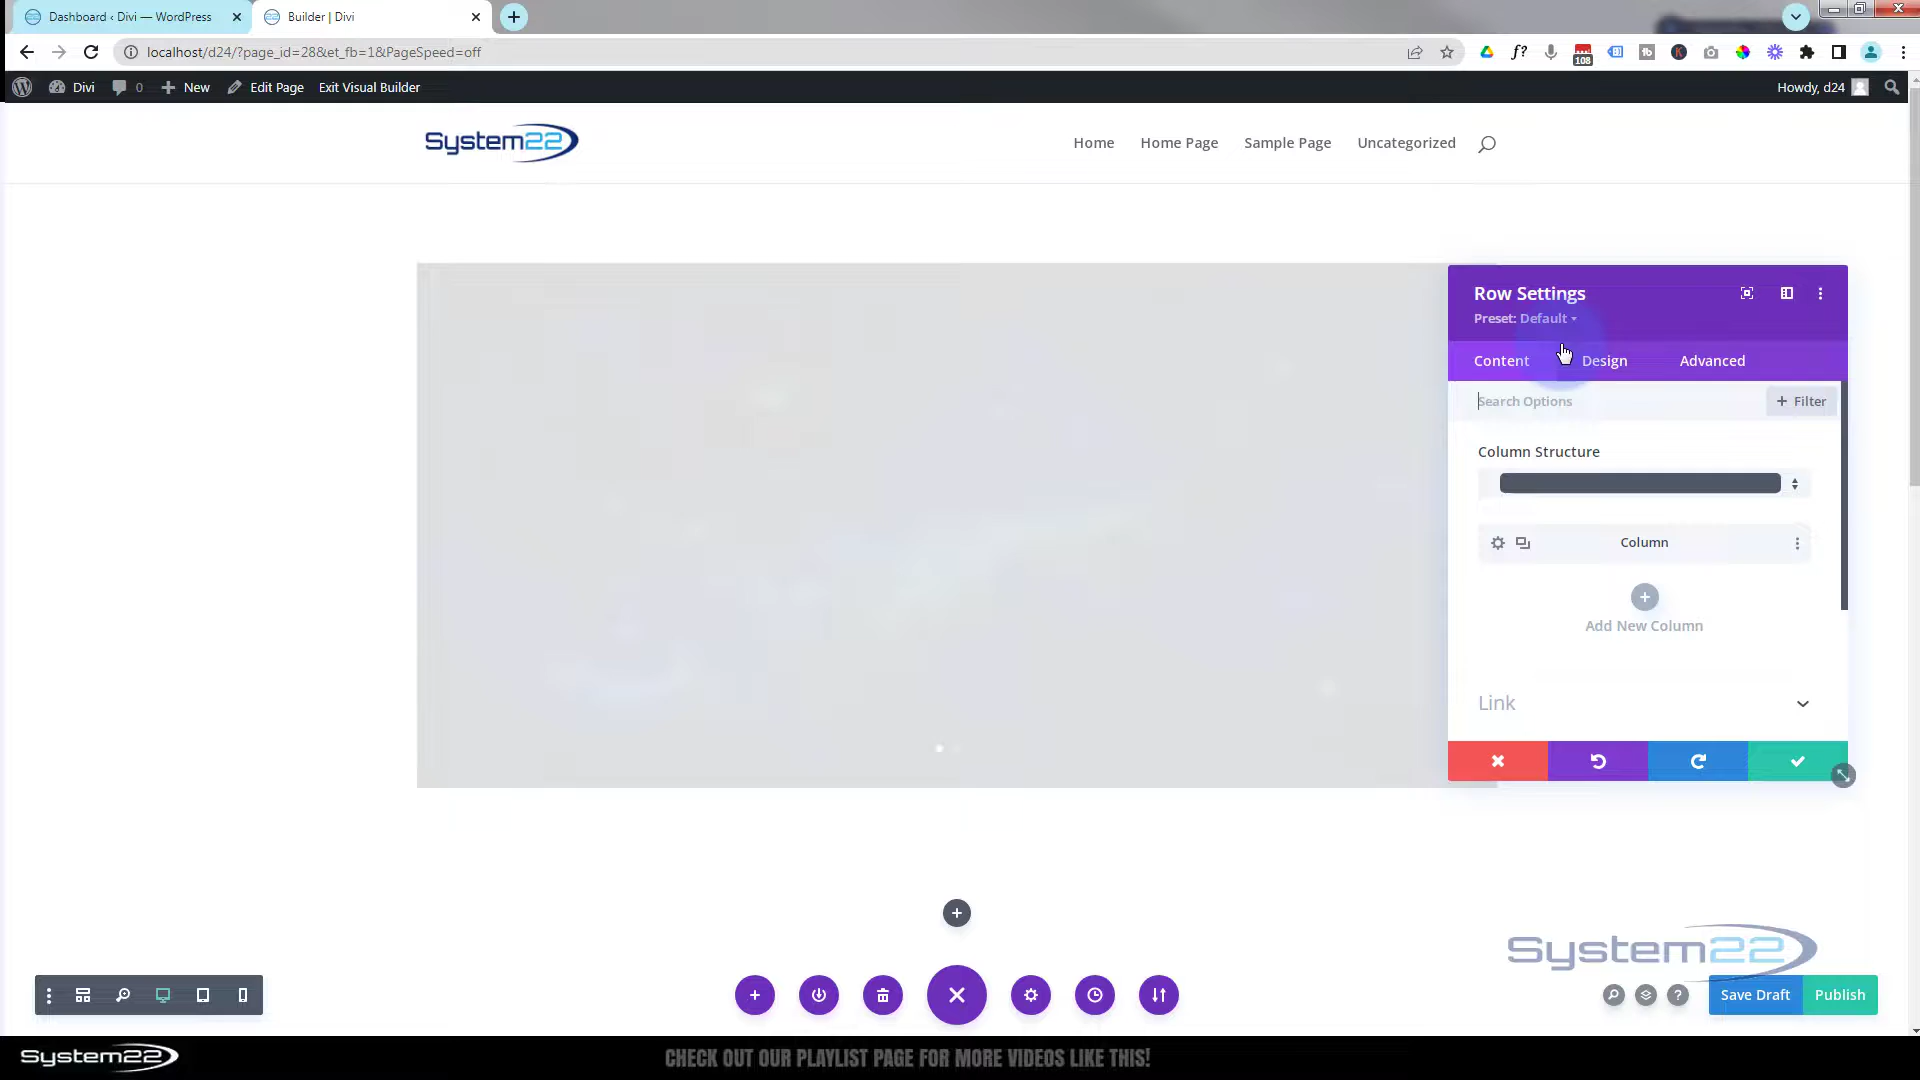 Dashboard ‹ Divi — WordPress
Builder | Divi
localhost/d24/?page_id=28&et_fb=1&PageSpeed=off
f?
108
Divi
0
New
Edit Page
Exit Visual Builder
Howdy, d24
System22
Home
Home Page
Sample Page
Uncategorized
Row Settings
Preset: Default
Content
Design
Advanced
Search Options
+ Filter
Column Structure
Column
Add New Column
Link
System22
?
Save Draft
Publish
System22
CHECK OUT OUR PLAYLIST PAGE FOR MORE VIDEOS LIKE THIS!